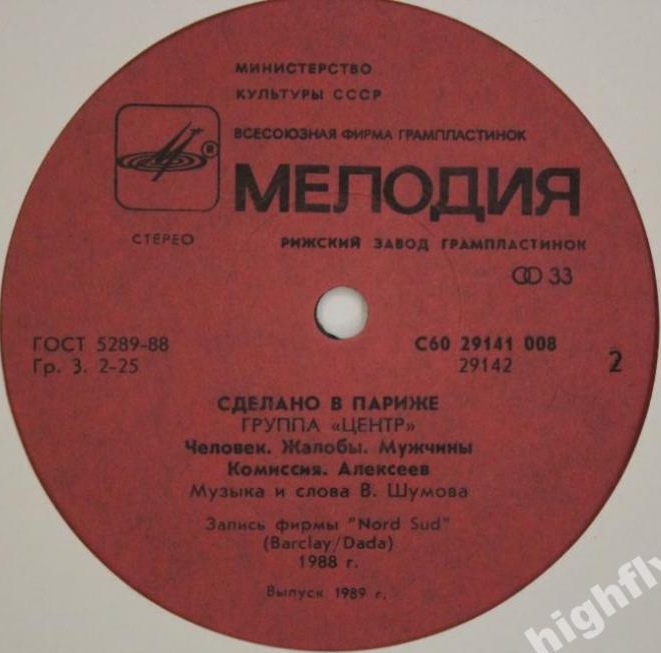 МИНИСТЕРСТВО
КУЛЬТУРЫ СССР
ВСЕСОЮЗНАЯ ФИРМА ГРАМПЛАСТИНОК
®
МЕЛОДИЯ
СТЕРЕО
РИЖСКИЙ ЗАВОД ГРАМПЛАСТИНОК
33
ГОСТ 5289-88
Гр. 3. 2-25
С60 29141 008
29142
2
СДЕЛАНО В ПАРИЖЕ
ГРУППА «ЦЕНТР»
Человек. Жалобы. Мужчины
Комиссия. Алексеев
Музыка и слова В. Шумова
Запись фирмы "Nord Sud"
(Barclay/Dada)
1988 г.
Выпуск 1989 г.
highfly